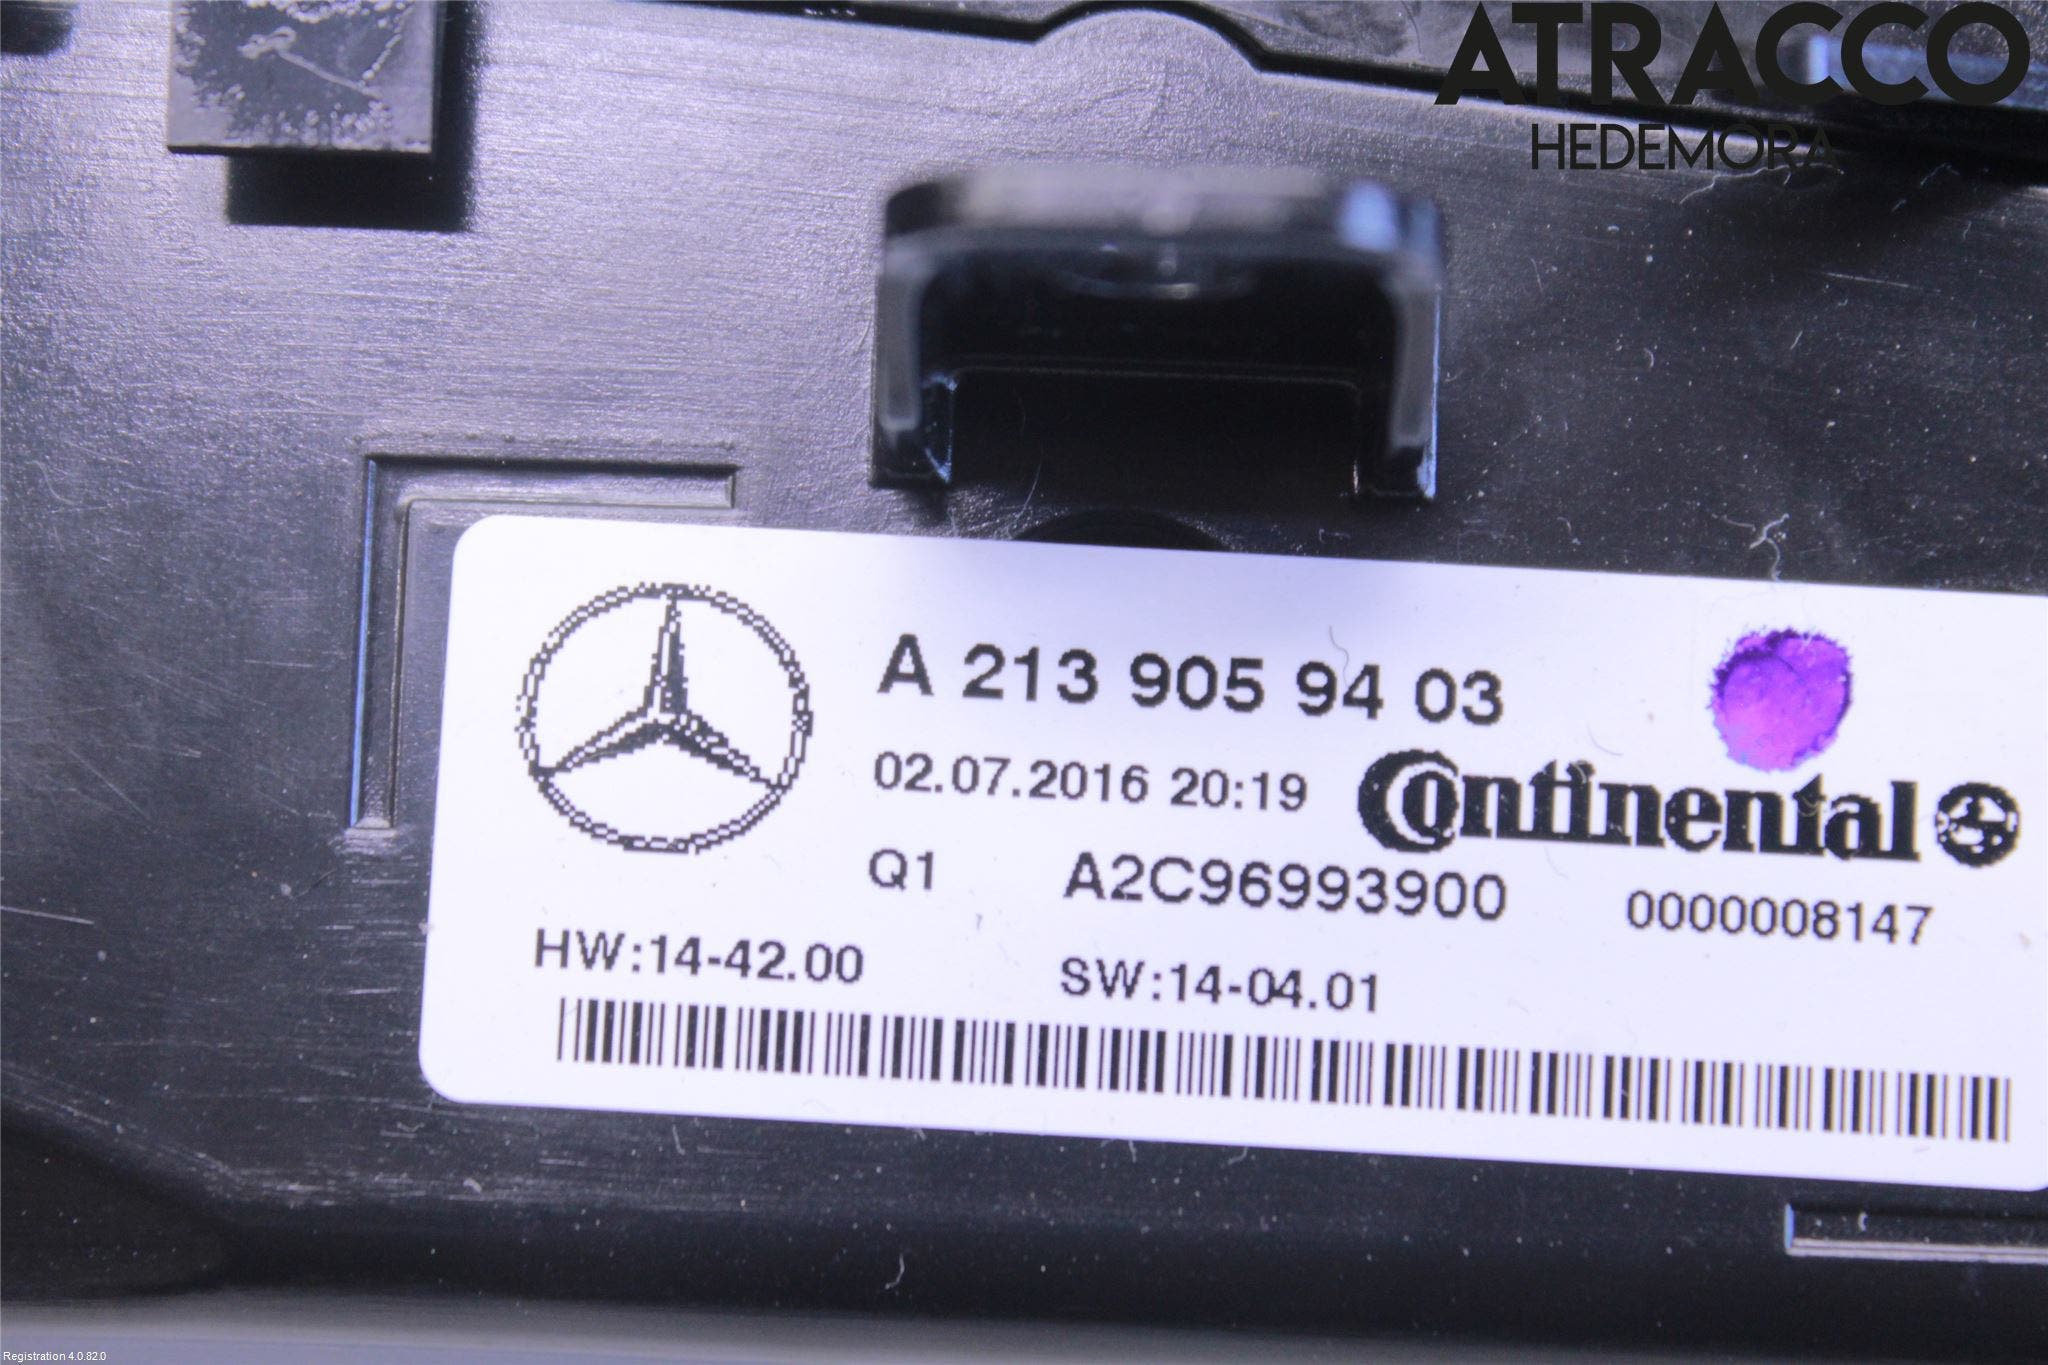 ATRACCO
HEDEMORA
A 213 905 94 03
02.07.2016 20:19
Continental
Q1 A2C96993900 0000008147
HW:14-42.00 SW:14-04.01
Registration 4.0.82.0